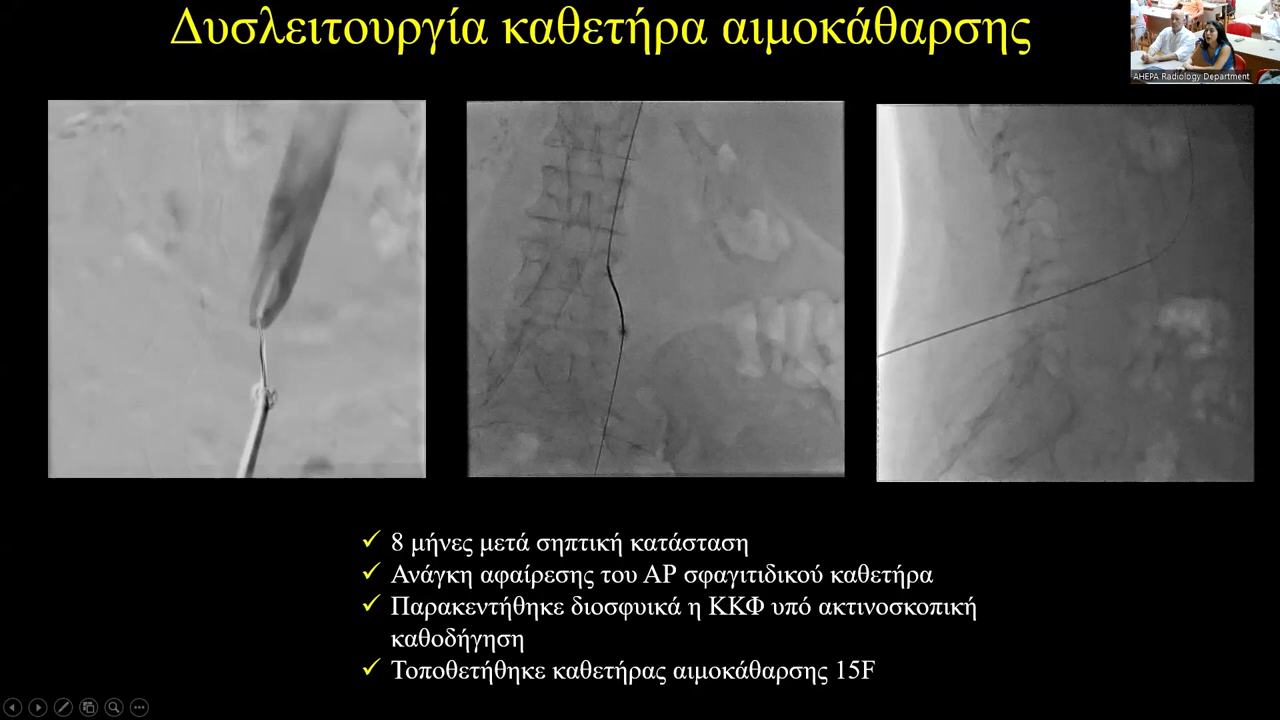 Δυσλειτουργία καθετήρα αιμοκάθαρσης
AHEPA Radiology Department
8 μήνες μετά σηπτική κατάσταση
Ανάγκη αφαίρεσης του ΑΡ σφαγιτιδικού καθετήρα
Παρακεντήθηκε διοσφυικά η ΚΚΦ υπό ακτινοσκοπική
καθοδήγηση
Τοποθετήθηκε καθετήρας αιμοκάθαρσης 15F